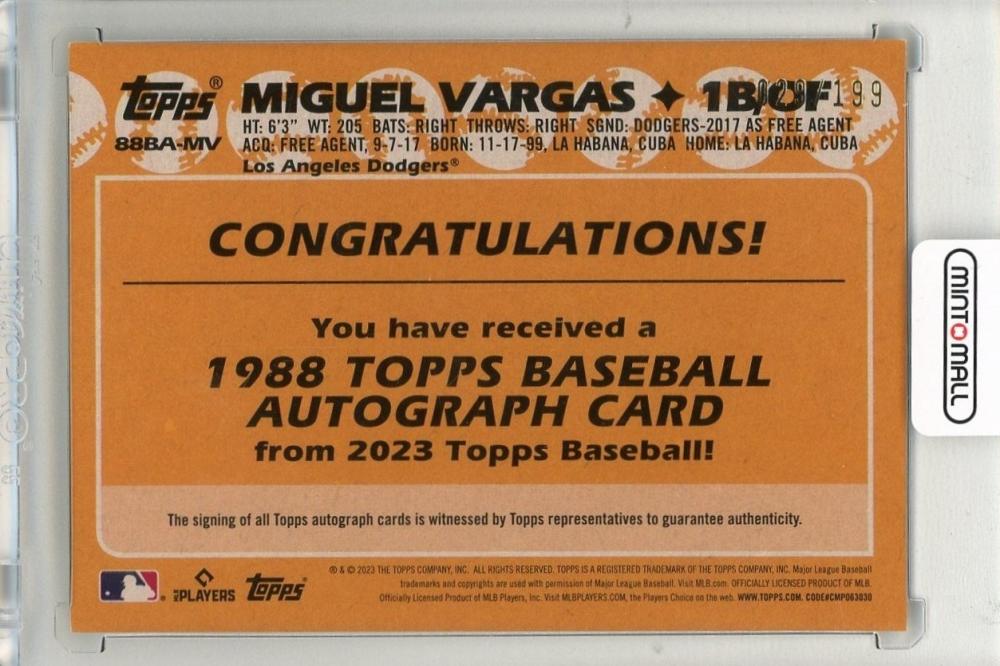 Topps®
MIGUEL VARGAS ✦ 1B/OF
/199
88BA-MV
HT: 6'3" WT: 205 BATS: RIGHT THROWS: RIGHT SGND: DODGERS-2017 AS FREE AGENT
ACQ: FREE AGENT, 9-7-17 BORN: 11-17-99, LA HABANA, CUBA HOME: LA HABANA, CUBA
Los Angeles Dodgers®
CONGRATULATIONS!
You have received a
1988 TOPPS BASEBALL
AUTOGRAPH CARD
from 2023 Topps Baseball!
The signing of all Topps autograph cards is witnessed by Topps representatives to guarantee authenticity.
MLB PLAYERS
Topps
® & © 2023 THE TOPPS COMPANY, INC. ALL RIGHTS RESERVED. TOPPS IS A REGISTERED TRADEMARK OF THE TOPPS COMPANY, INC. Major League Baseball
trademarks and copyrights are used with permission of Major League Baseball. Visit MLB.com. OFFICIALLY LICENSED PRODUCT OF MLB.
Officially Licensed Product of MLB Players, Inc. Visit MLBPLAYERS.COM, the Players Choice on the web. WWW.TOPPS.COM. CODE#CMP063030
MINTOMALL